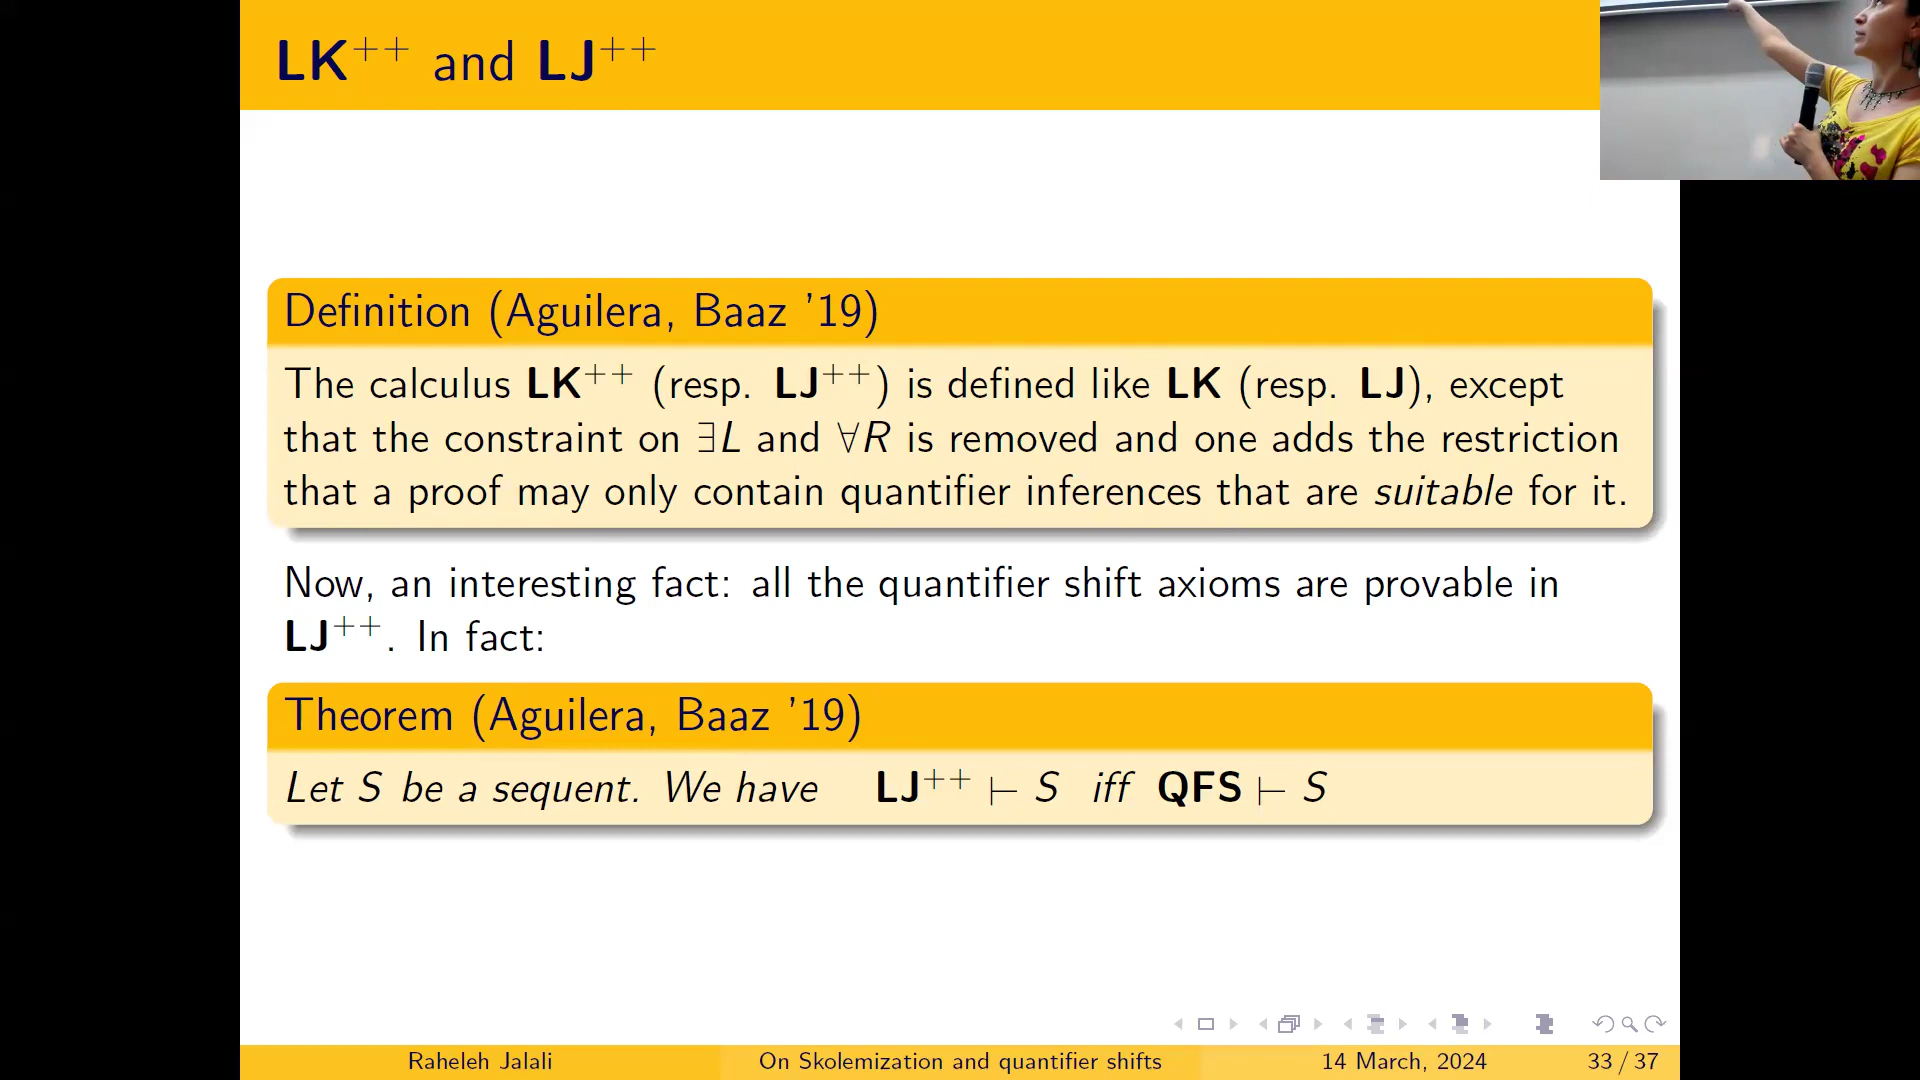 LK⁺⁺ and LJ⁺⁺
Definition (Aguilera, Baaz ’19)
The calculus LK⁺⁺ (resp. LJ⁺⁺) is defined like LK (resp. LJ), except
that the constraint on ∃L and ∀R is removed and one adds the restriction
that a proof may only contain quantifier inferences that are suitable for it.
Now, an interesting fact: all the quantifier shift axioms are provable in
LJ⁺⁺. In fact:
Theorem (Aguilera, Baaz ’19)
Let S be a sequent. We have LJ⁺⁺ ⊢ S iff QFS ⊢ S
Raheleh Jalali On Skolemization and quantifier shifts 14 March, 2024 33 / 37